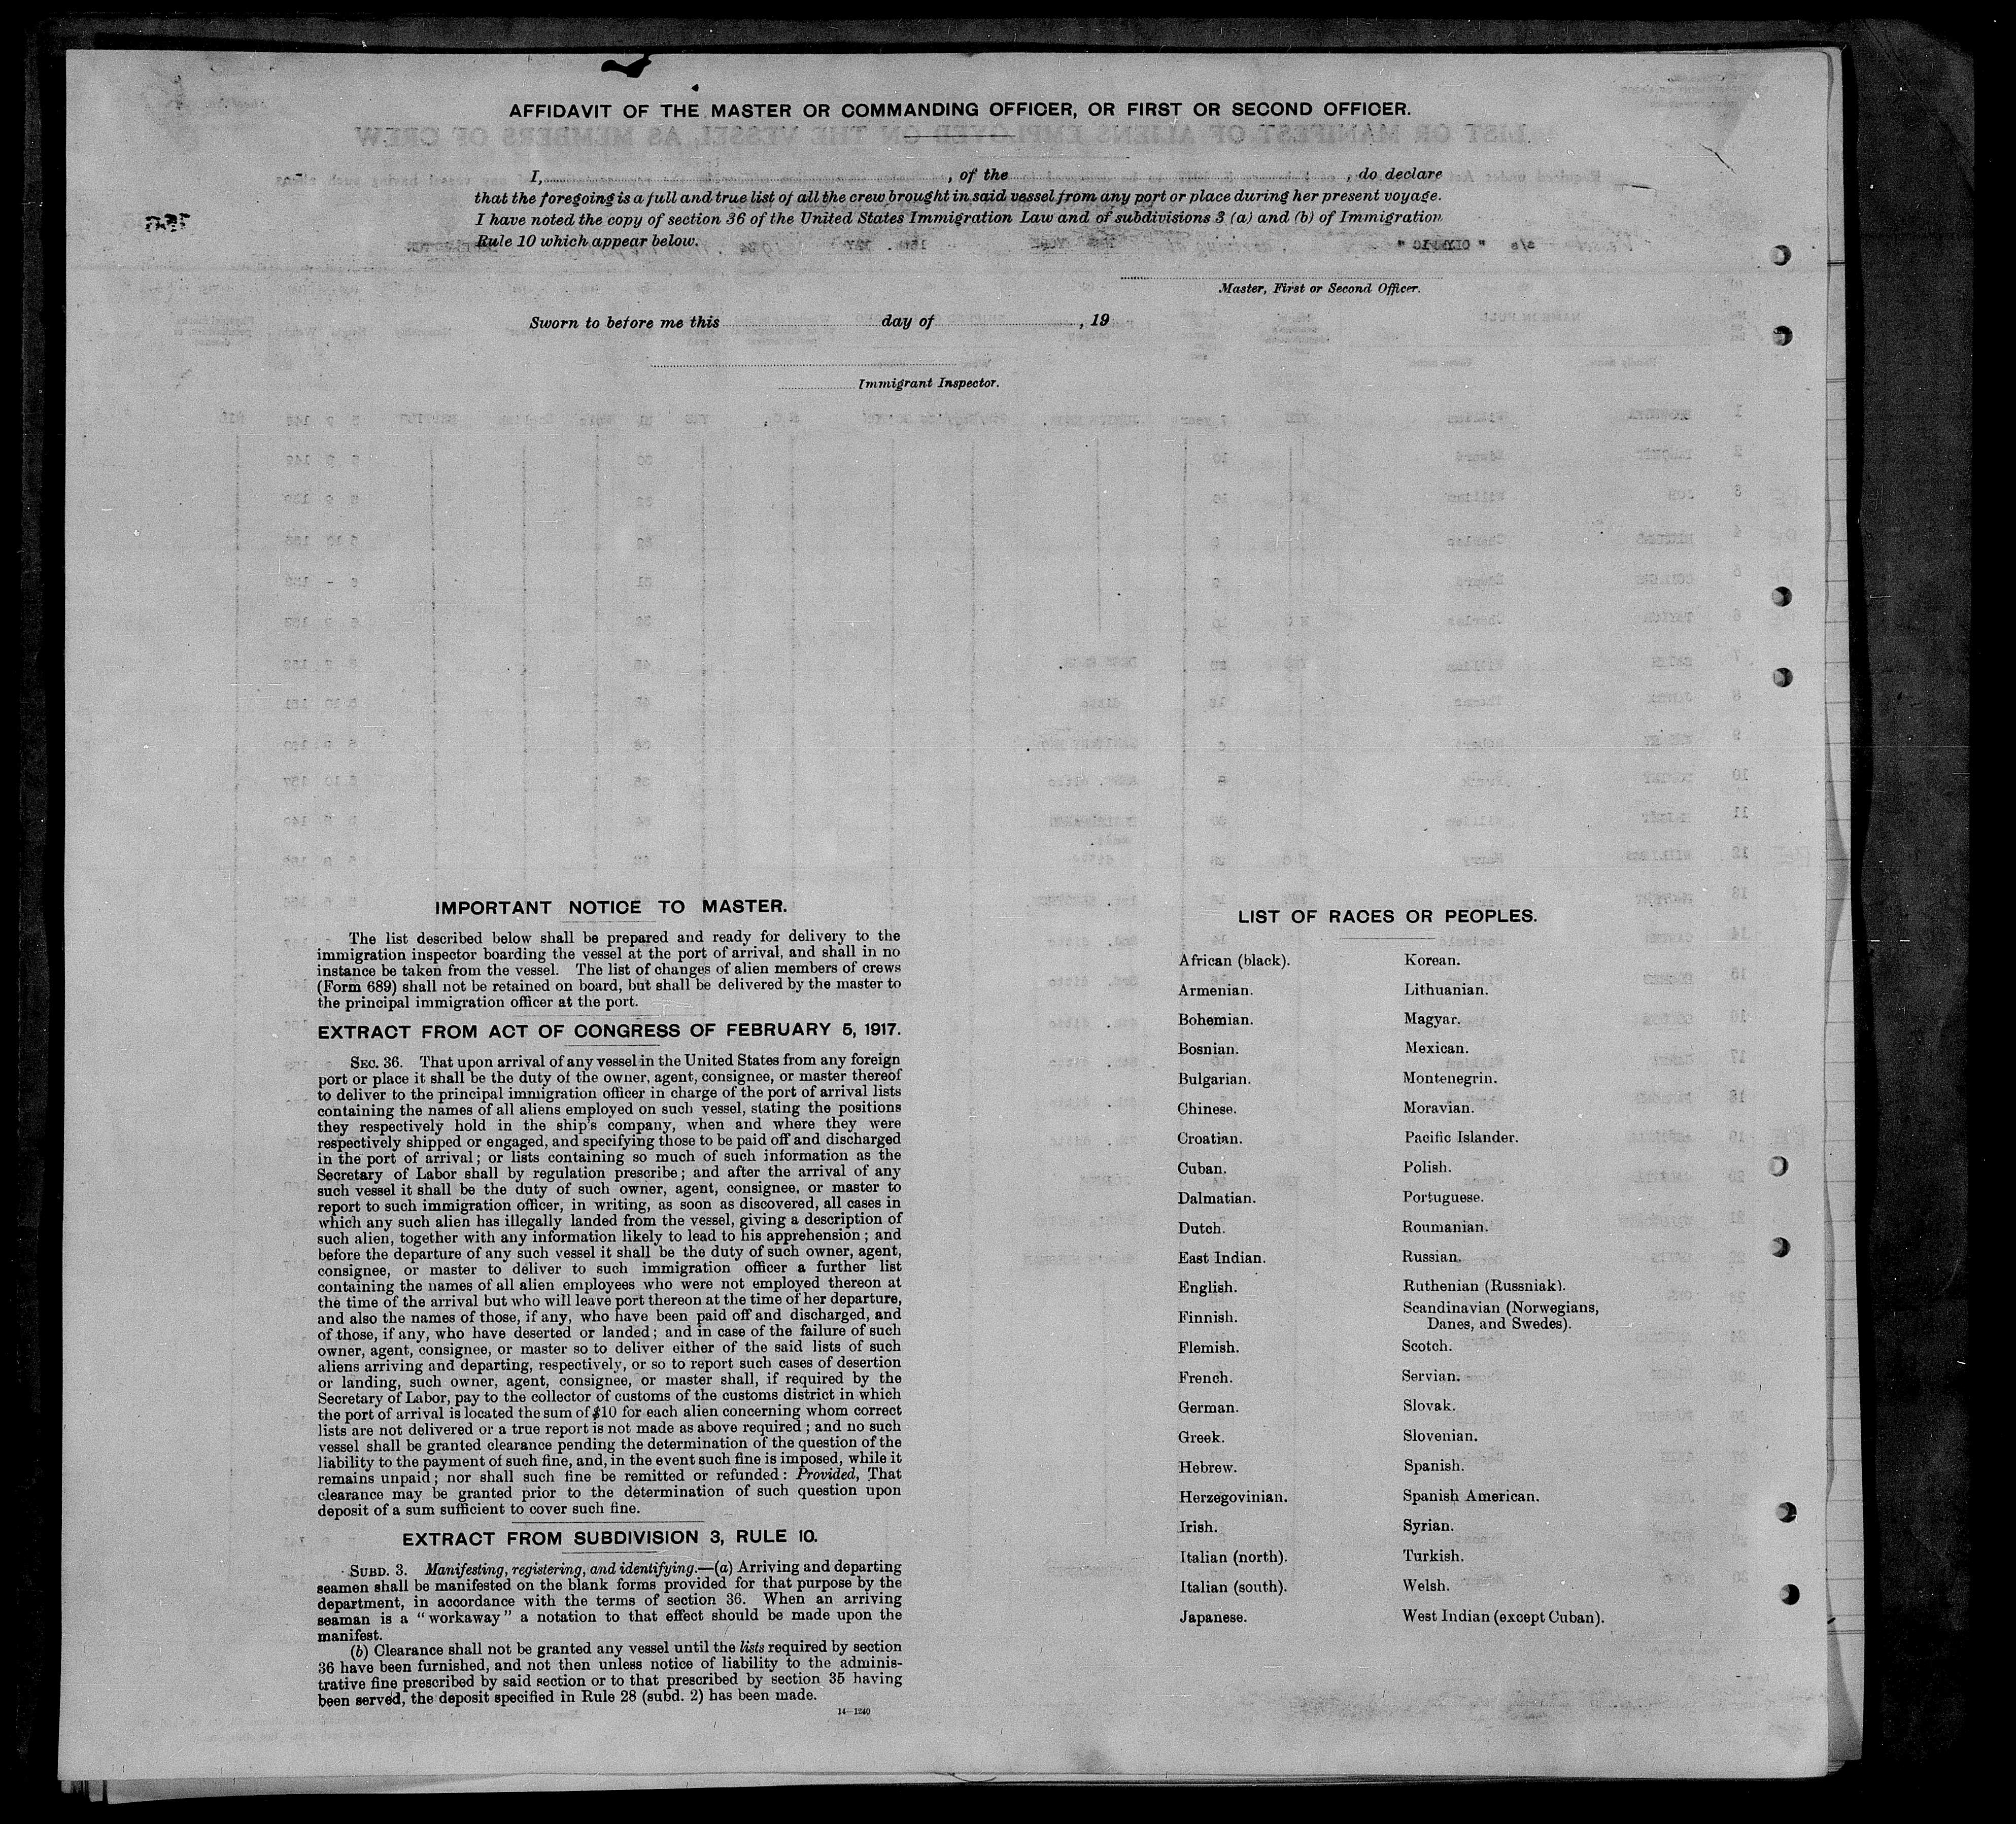 AFFIDAVIT OF THE MASTER OR COMMANDING OFFICER, OR FIRST OR SECOND OFFICER.
I, , of the , do declare
that the foregoing is a full and true list of all the crew brought in said vessel from any port or place during her present voyage.
I have noted the copy of section 36 of the United States Immigration Law and of subdivisions 3 (a) and (b) of Immigration
Rule 10 which appear below.
Master, First or Second Officer.
Sworn to before me this day of , 19
Immigrant Inspector.
IMPORTANT NOTICE TO MASTER.
The list described below shall be prepared and ready for delivery to the
immigration inspector boarding the vessel at the port of arrival, and shall in no
instance be taken from the vessel. The list of changes of alien members of crews
(Form 689) shall not be retained on board, but shall be delivered by the master to
the principal immigration officer at the port.
EXTRACT FROM ACT OF CONGRESS OF FEBRUARY 5, 1917.
SEC. 36. That upon arrival of any vessel in the United States from any foreign
port or place it shall be the duty of the owner, agent, consignee, or master thereof
to deliver to the principal immigration officer in charge of the port of arrival lists
containing the names of all aliens employed on such vessel, stating the positions
they respectively hold in the ship's company, when and where they were
respectively shipped or engaged, and specifying those to be paid off and discharged
in the port of arrival; or lists containing so much of such information as the
Secretary of Labor shall by regulation prescribe; and after the arrival of any
such vessel it shall be the duty of such owner, agent, consignee, or master to
report to such immigration officer, in writing, as soon as discovered, all cases in
which any such alien has illegally landed from the vessel, giving a description of
such alien, together with any information likely to lead to his apprehension; and
before the departure of any such vessel it shall be the duty of such owner, agent,
consignee, or master to deliver to such immigration officer a further list
containing the names of all alien employees who were not employed thereon at
the time of the arrival but who will leave port thereon at the time of her departure,
and also the names of those, if any, who have been paid off and discharged, and
of those, if any, who have deserted or landed; and in case of the failure of such
owner, agent, consignee, or master so to deliver either of the said lists of such
aliens arriving and departing, respectively, or so to report such cases of desertion
or landing, such owner, agent, consignee, or master shall, if required by the
Secretary of Labor, pay to the collector of customs of the customs district in which
the port of arrival is located the sum of $10 for each alien concerning whom correct
lists are not delivered or a true report is not made as above required; and no such
vessel shall be granted clearance pending the determination of the question of the
liability to the payment of such fine, and, in the event such fine is imposed, while it
remains unpaid; nor shall such fine be remitted or refunded: Provided, That
clearance may be granted prior to the determination of such question upon
deposit of a sum sufficient to cover such fine.
EXTRACT FROM SUBDIVISION 3, RULE 10.
SUBD. 3. Manifesting, registering, and identifying.—(a) Arriving and departing
seamen shall be manifested on the blank forms provided for that purpose by the
department, in accordance with the terms of section 36. When an arriving
seaman is a "workaway" a notation to that effect should be made upon the
manifest.
(b) Clearance shall not be granted any vessel until the lists required by section
36 have been furnished, and not then unless notice of liability to the adminis-
trative fine prescribed by said section or to that prescribed by section 35 having
been served, the deposit specified in Rule 28 (subd. 2) has been made.
14—1240
LIST OF RACES OR PEOPLES.
African (black).
Armenian.
Bohemian.
Bosnian.
Bulgarian.
Chinese.
Croatian.
Cuban.
Dalmatian.
Dutch.
East Indian.
English.
Finnish.
Flemish.
French.
German.
Greek.
Hebrew.
Herzegovinian.
Irish.
Italian (north).
Italian (south).
Japanese.
Korean.
Lithuanian.
Magyar.
Mexican.
Montenegrin.
Moravian.
Pacific Islander.
Polish.
Portuguese.
Roumanian.
Russian.
Ruthenian (Russniak).
Scandinavian (Norwegians,
Danes, and Swedes).
Scotch.
Servian.
Slovak.
Slovenian.
Spanish.
Spanish American.
Syrian.
Turkish.
Welsh.
West Indian (except Cuban).